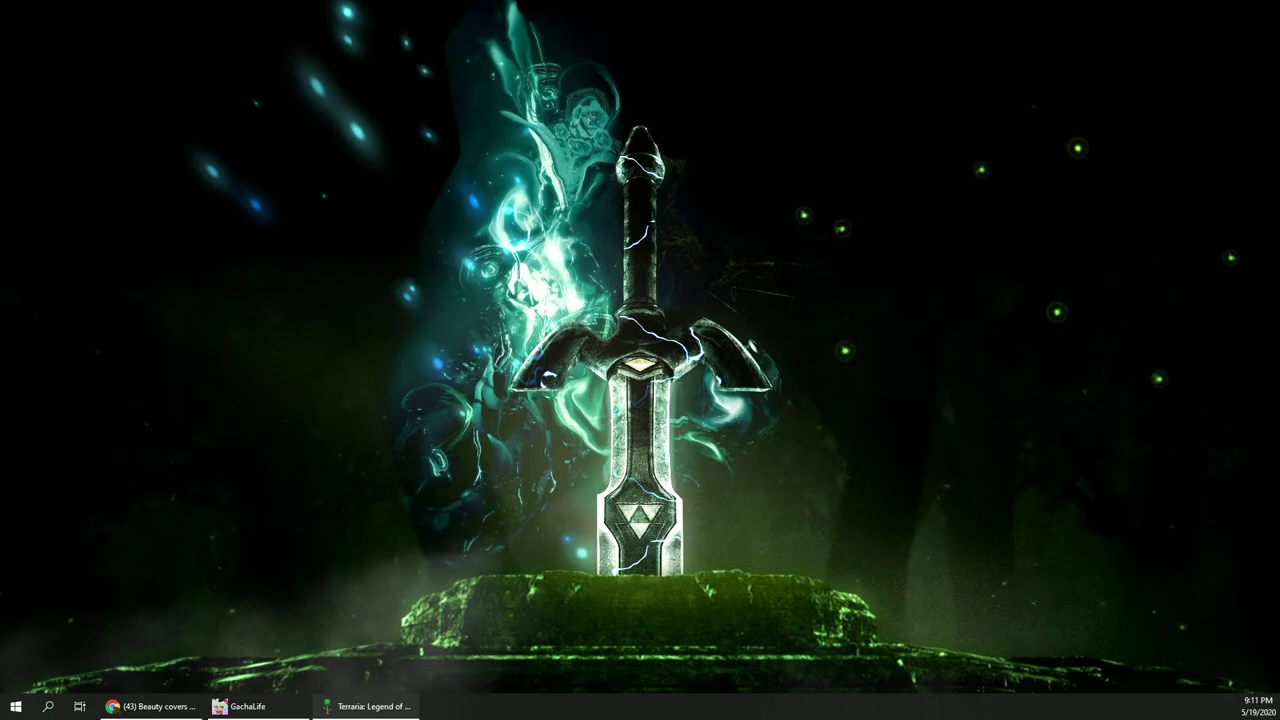 (43) Beauty covers ...
GachaLife
Terraria: Legend of ...
9:11 PM
5/19/2020